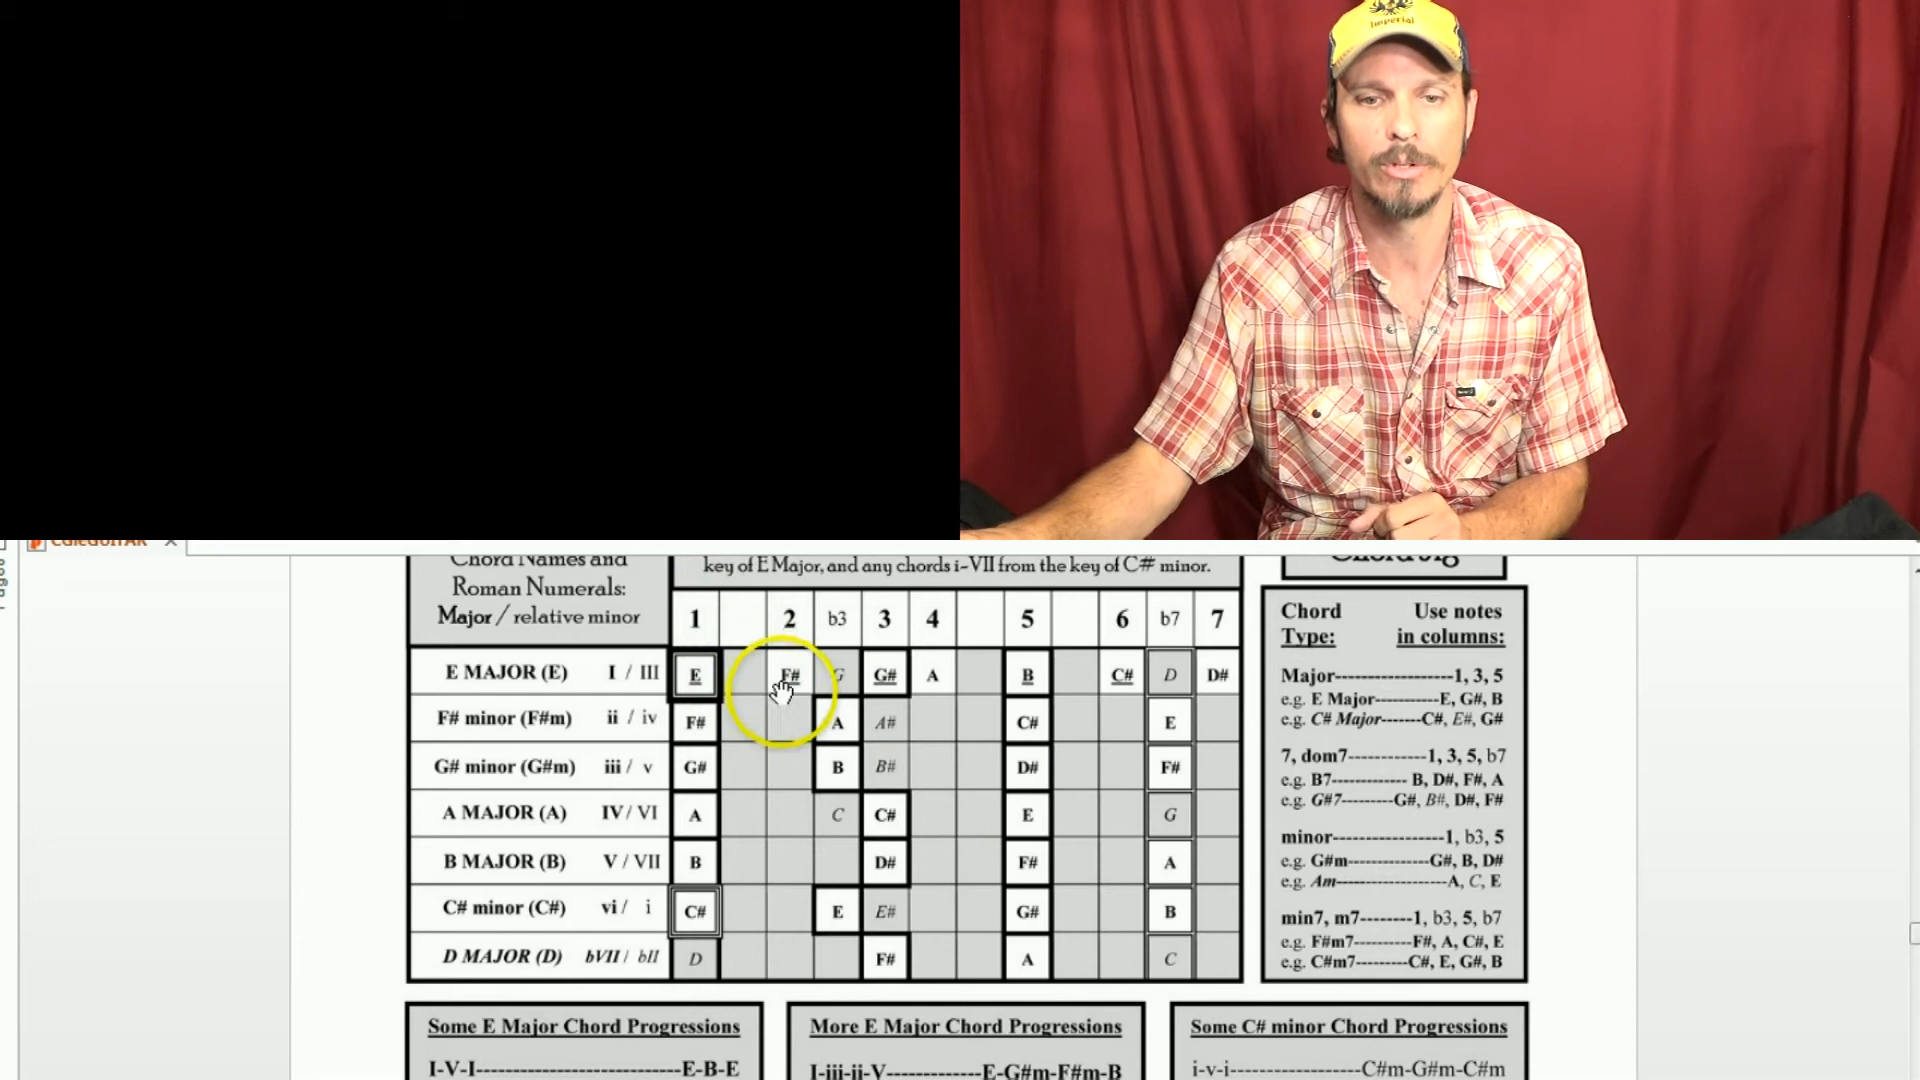 Imperial
CGIEGUITAR
Pages
Chord Names and
Roman Numerals:
Major / relative minor
key of E Major, and any chords i-VII from the key of C# minor.
1 2 b3 3 4 5 6 b7 7
E MAJOR (E) I / III E F# G G# A B C# D D#
F# minor (F#m) ii / iv F# A A# C# E
G# minor (G#m) iii / v G# B B# D# F#
A MAJOR (A) IV / VI A C C# E G
B MAJOR (B) V / VII B D# F# A
C# minor (C#) vi / i C# E E# G# B
D MAJOR (D) bVII / bII D F# A C
Chord Type: Use notes in columns:
Major-----------------1, 3, 5
e.g. E Major----------E, G#, B
e.g. C# Major-------C#, E#, G#
7, dom7-----------1, 3, 5, b7
e.g. B7------------- B, D#, F#, A
e.g. G#7---------G#, B#, D#, F#
minor----------------1, b3, 5
e.g. G#m-------------G#, B, D#
e.g. Am-------------------A, C, E
min7, m7--------1, b3, 5, b7
e.g. F#m7----------F#, A, C#, E
e.g. C#m7---------C#, E, G#, B
Some E Major Chord Progressions
I-V-I--------------------------E-B-E
More E Major Chord Progressions
I-iii-ii-V------------E-G#m-F#m-B
Some C# minor Chord Progressions
i-v-i-----------------C#m-G#m-C#m